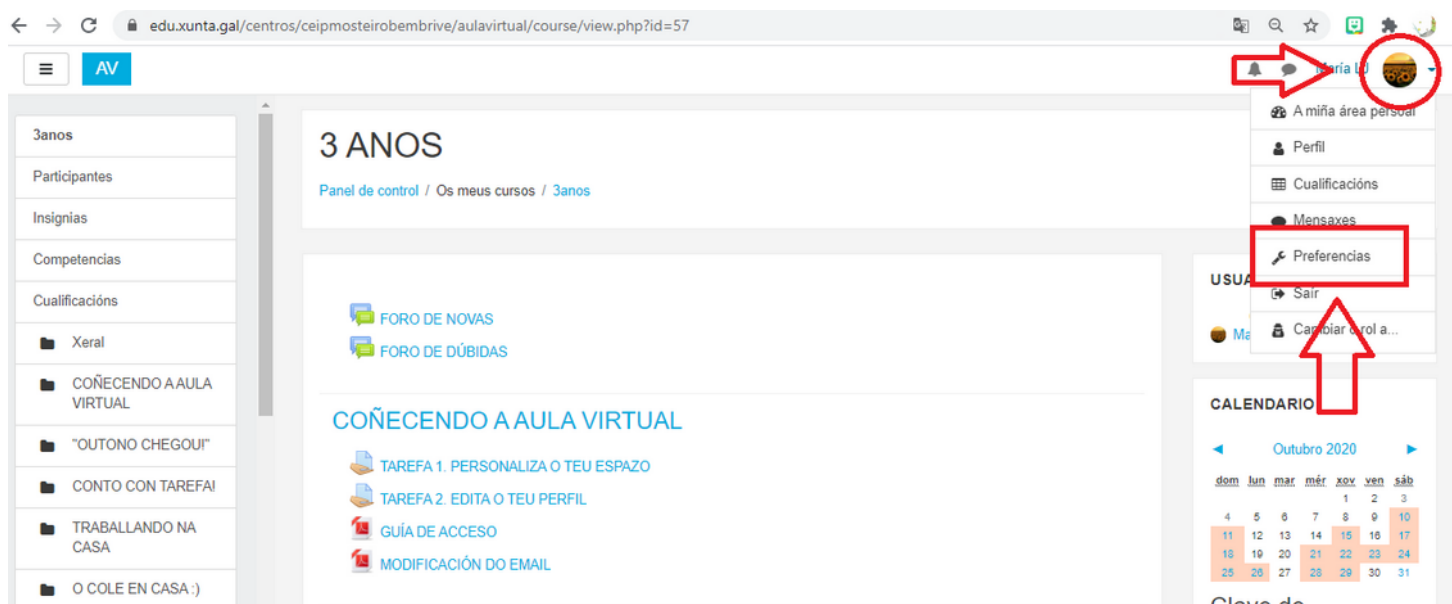 edu.xunta.gal/centros/ceipmosteirobembrive/aulavirtual/course/view.php?id=57
AV
María LJ
3anos
Participantes
Insignias
Competencias
Cualificacións
Xeral
COÑECENDO A AULA
VIRTUAL
"OUTONO CHEGOU!"
CONTO CON TAREFA!
TRABALLANDO NA
CASA
O COLE EN CASA :)
3 ANOS
Panel de control / Os meus cursos / 3anos
FORO DE NOVAS
FORO DE DÚBIDAS
COÑECENDO A AULA VIRTUAL
TAREFA 1. PERSONALIZA O TEU ESPAZO
TAREFA 2. EDITA O TEU PERFIL
GUÍA DE ACCESO
MODIFICACIÓN DO EMAIL
A miña área persoal
Perfil
Cualificacións
Mensaxes
Preferencias
Saír
Cambiar o rol a...
USUA
Ma
CALENDARIO
◄ Outubro 2020 ►
dom lun mar mér xov ven sáb
1 2 3
4 5 6 7 8 9 10
11 12 13 14 15 16 17
18 19 20 21 22 23 24
25 26 27 28 29 30 31